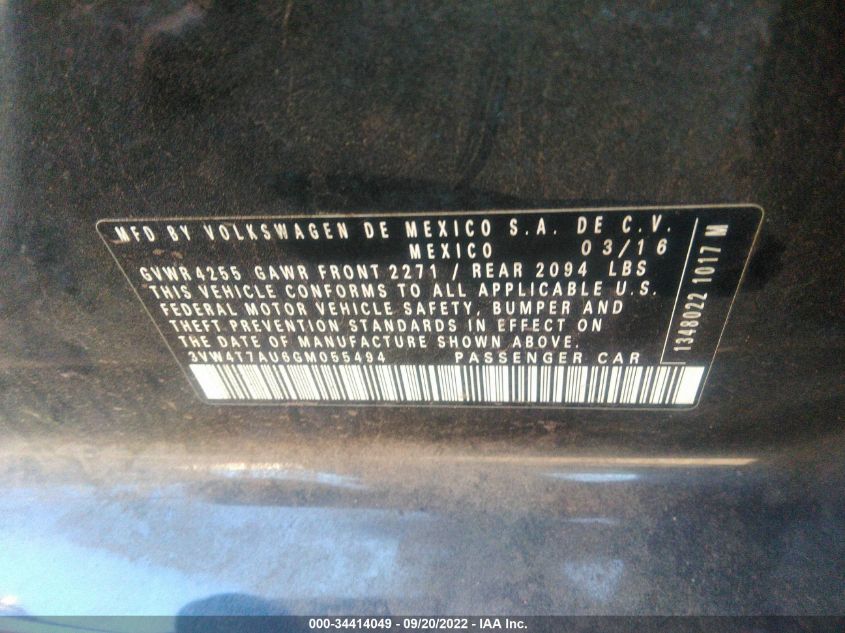 MFD BY VOLKSWAGEN DE MEXICO S.A. DE C.V.
MEXICO 03/16
GVWR 4255 GAWR FRONT 2271 / REAR 2094 LBS
THIS VEHICLE CONFORMS TO ALL APPLICABLE U.S.
FEDERAL MOTOR VEHICLE SAFETY, BUMPER AND
THEFT PREVENTION STANDARDS IN EFFECT ON
THE DATE OF MANUFACTURE SHOWN ABOVE.
3VW4T7AU6GM055494 PASSENGER CAR
1348022 1017 M
000-34414049 - 09/20/2022 - IAA Inc.